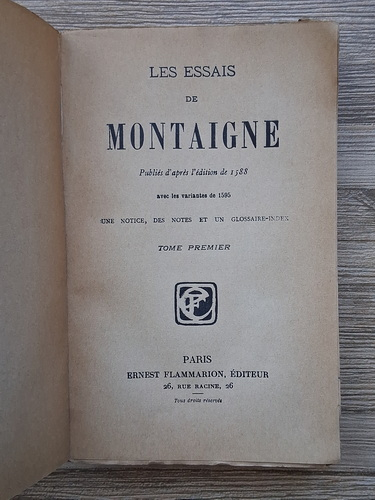 LES ESSAIS
DE
MONTAIGNE
Publiés d'après l'édition de 1588
avec les variantes de 1595
UNE NOTICE, DES NOTES ET UN GLOSSAIRE-INDEX
TOME PREMIER
PARIS
ERNEST FLAMMARION, ÉDITEUR
26, RUE RACINE, 26
Tous droits réservés